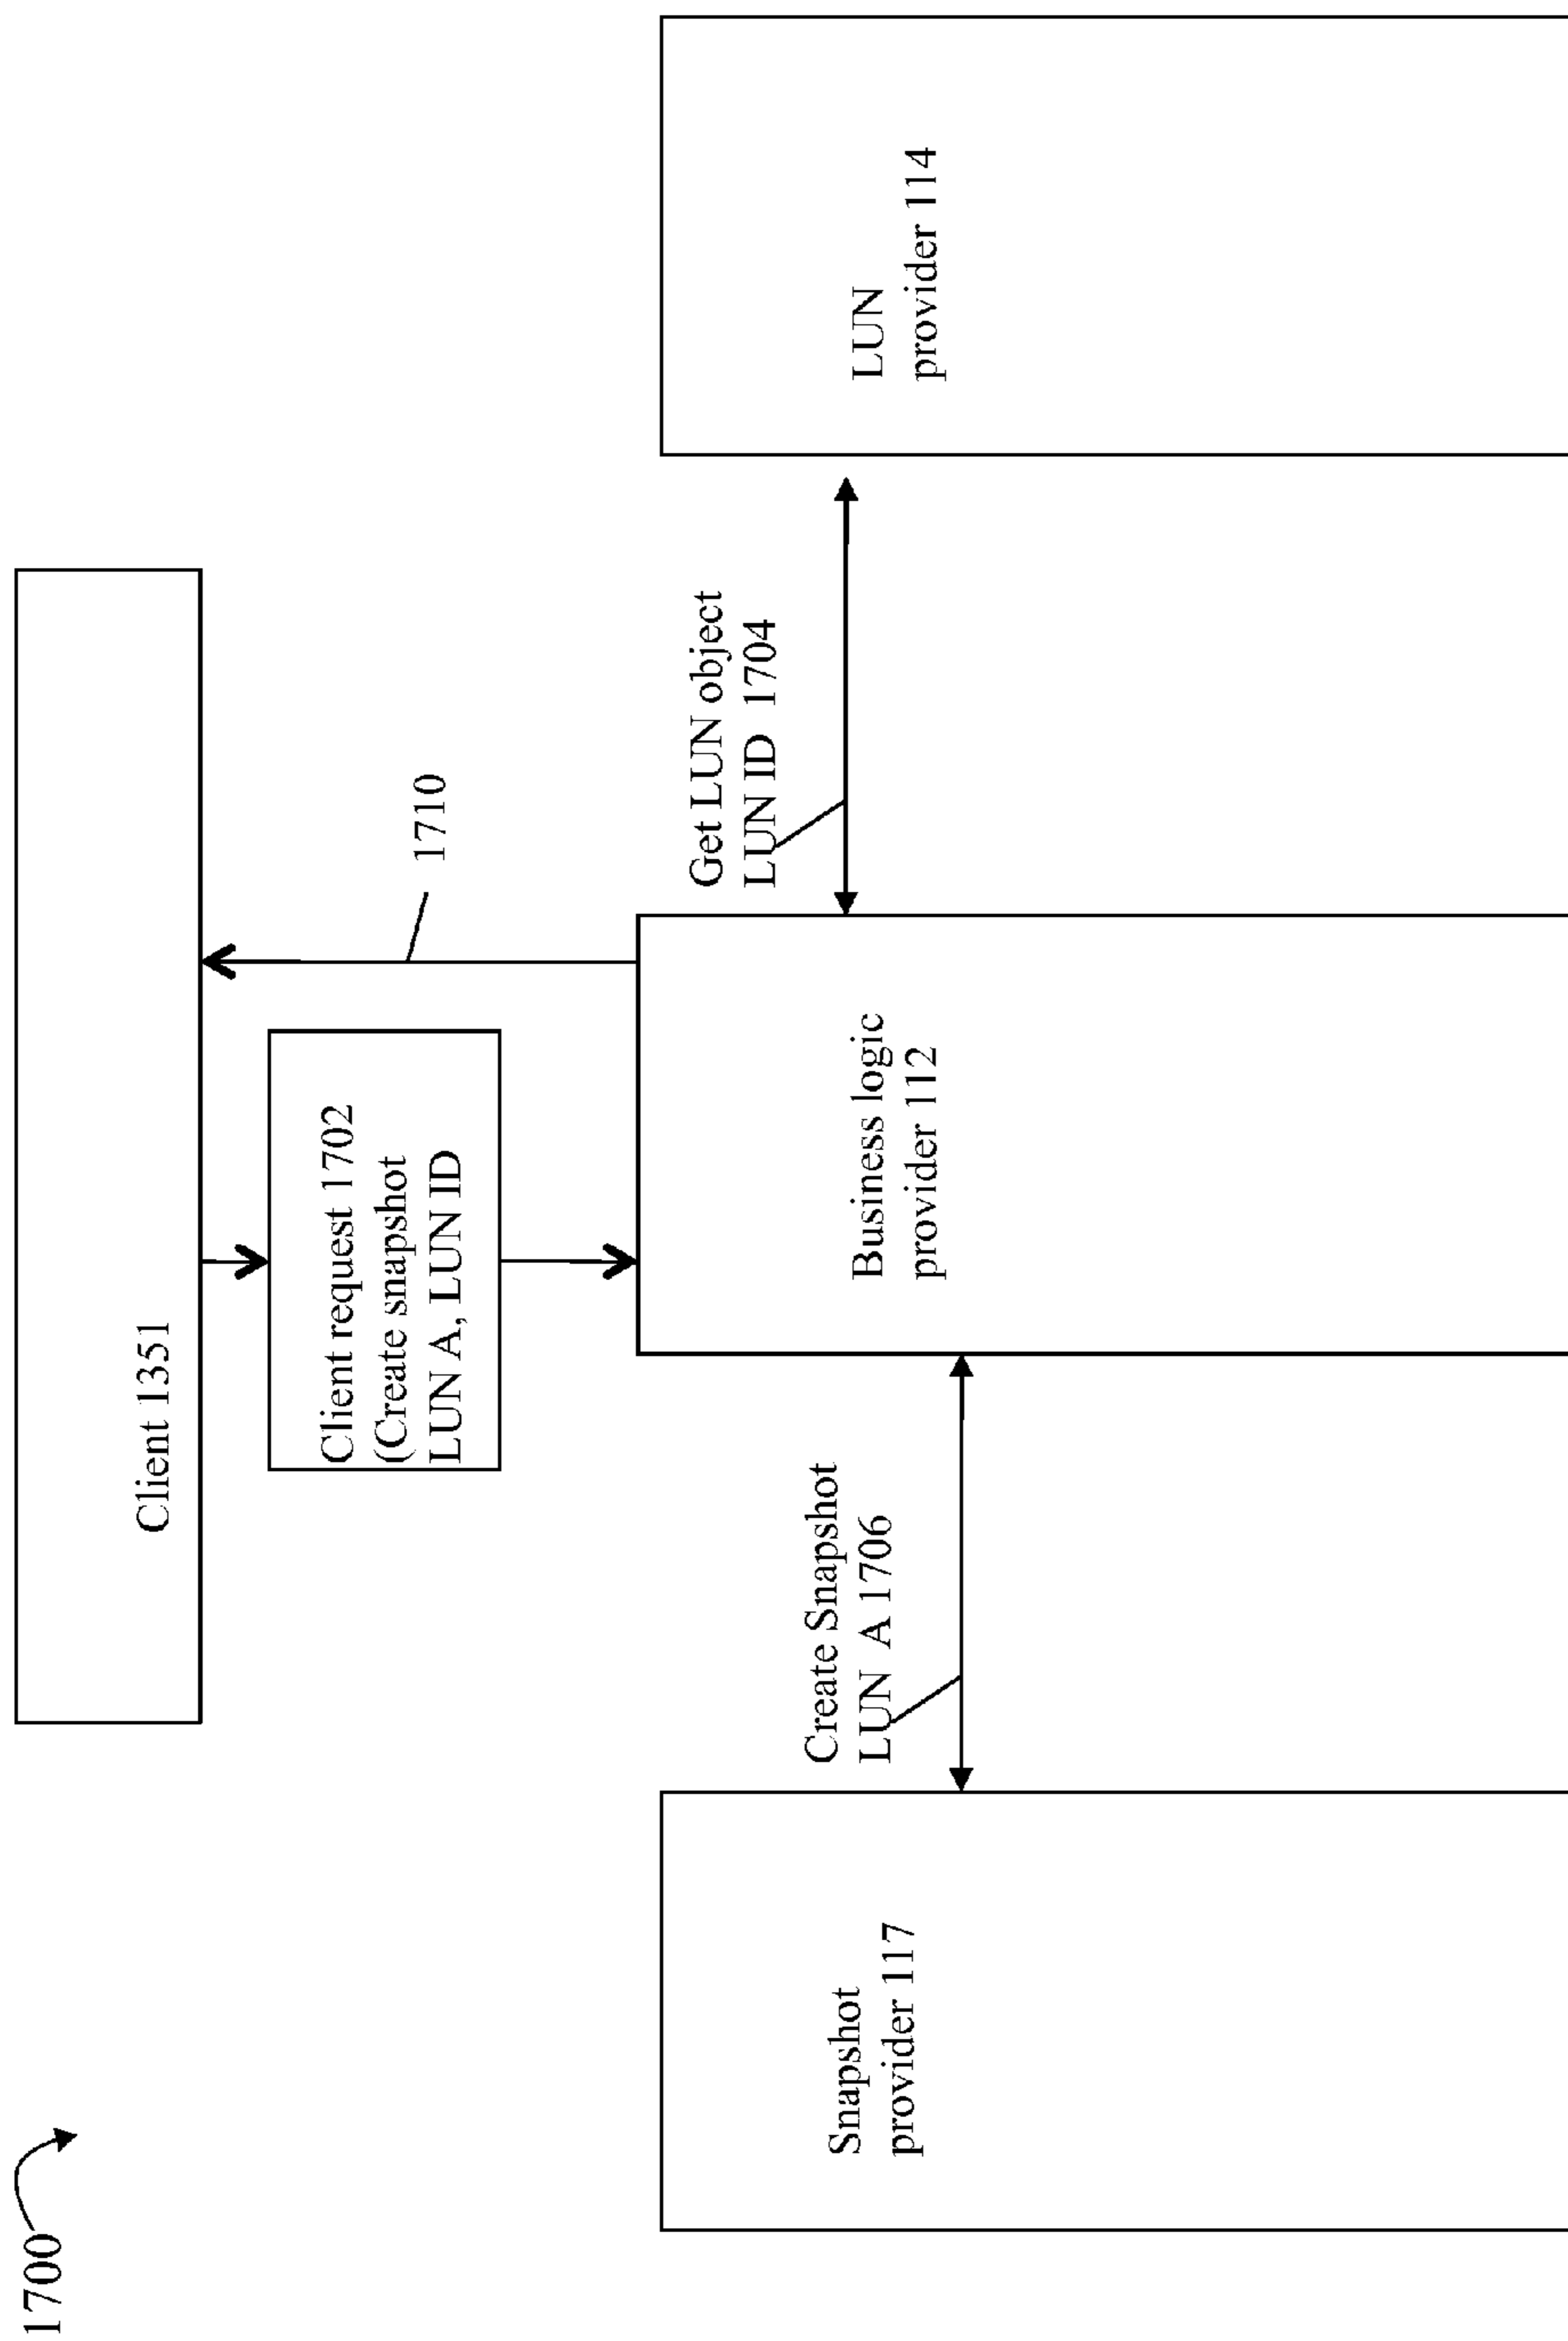 1700
Client 1351
Client request 1702
(Create snapshot
LUN A, LUN ID
1710
Create Snapshot
LUN A 1706
Get LUN object
LUN ID 1704
Snapshot
provider 117
Business logic
provider 112
LUN
provider 114